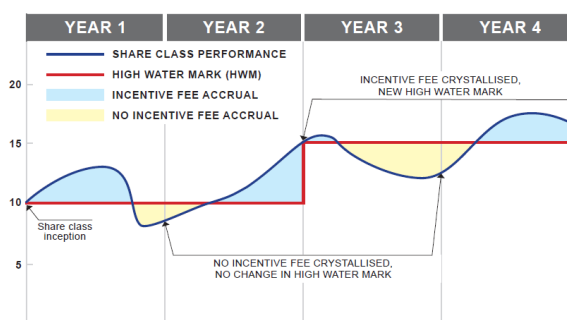 YEAR 1 YEAR 2 YEAR 3 YEAR 4
SHARE CLASS PERFORMANCE
HIGH WATER MARK (HWM)
INCENTIVE FEE ACCRUAL
NO INCENTIVE FEE ACCRUAL
INCENTIVE FEE CRYSTALLISED,
NEW HIGH WATER MARK
20
15
10
Share class
inception
5
NO INCENTIVE FEE CRYSTALLISED,
NO CHANGE IN HIGH WATER MARK